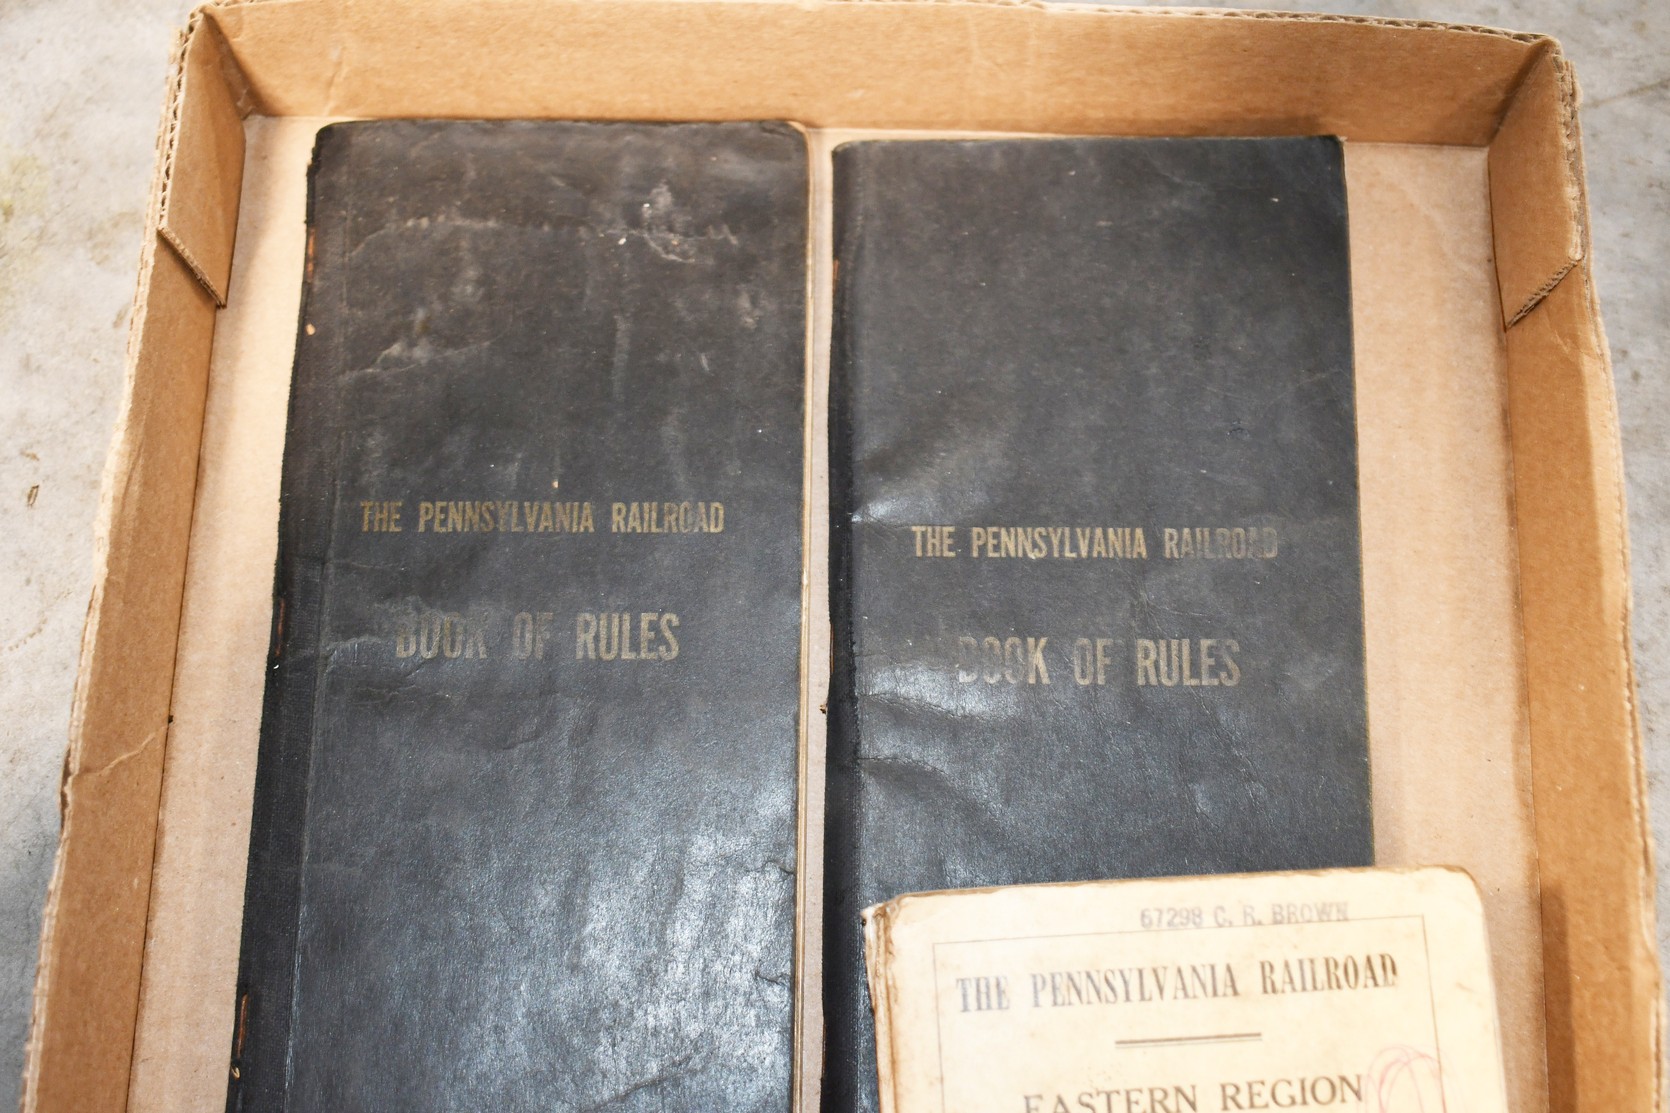 THE PENNSYLVANIA RAILROAD
BOOK OF RULES
THE PENNSYLVANIA RAILROAD
BOOK OF RULES
67298 C. R. BROWN
THE PENNSYLVANIA RAILROAD
EASTERN REGION